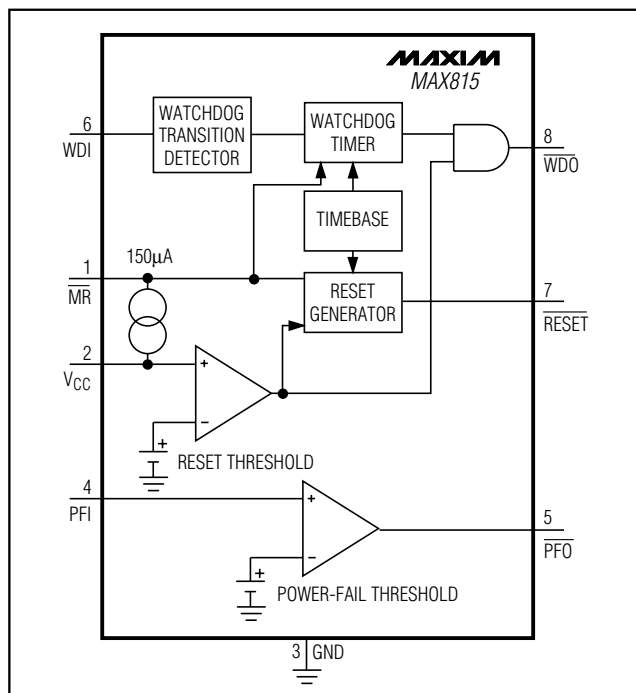 MAXIM
MAX815
6
WDI
WATCHDOG
TRANSITION
DETECTOR
WATCHDOG
TIMER
8
WDO
TIMEBASE
1
MR
150µA
RESET
GENERATOR
7
RESET
2
VCC
+
−
+
RESET THRESHOLD
4
PFI
+
−
5
PFO
+
POWER-FAIL THRESHOLD
3 GND